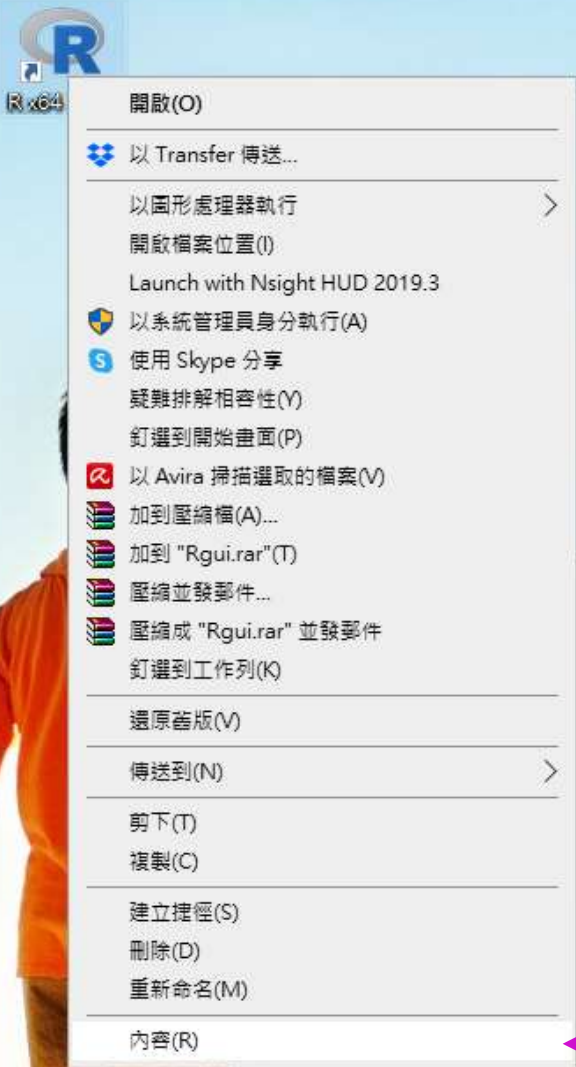 R
R x64
開啟(O)
以 Transfer 傳送...
以圖形處理器執行
開啟檔案位置(I)
Launch with Nsight HUD 2019.3
以系統管理員身分執行(A)
使用 Skype 分享
疑難排解相容性(Y)
釘選到開始畫面(P)
以 Avira 掃描選取的檔案(V)
加到壓縮檔(A)...
加到 "Rgui.rar"(T)
壓縮並發郵件...
壓縮成 "Rgui.rar" 並發郵件
釘選到工作列(K)
還原舊版(V)
傳送到(N)
剪下(T)
複製(C)
建立捷徑(S)
刪除(D)
重新命名(M)
內容(R)